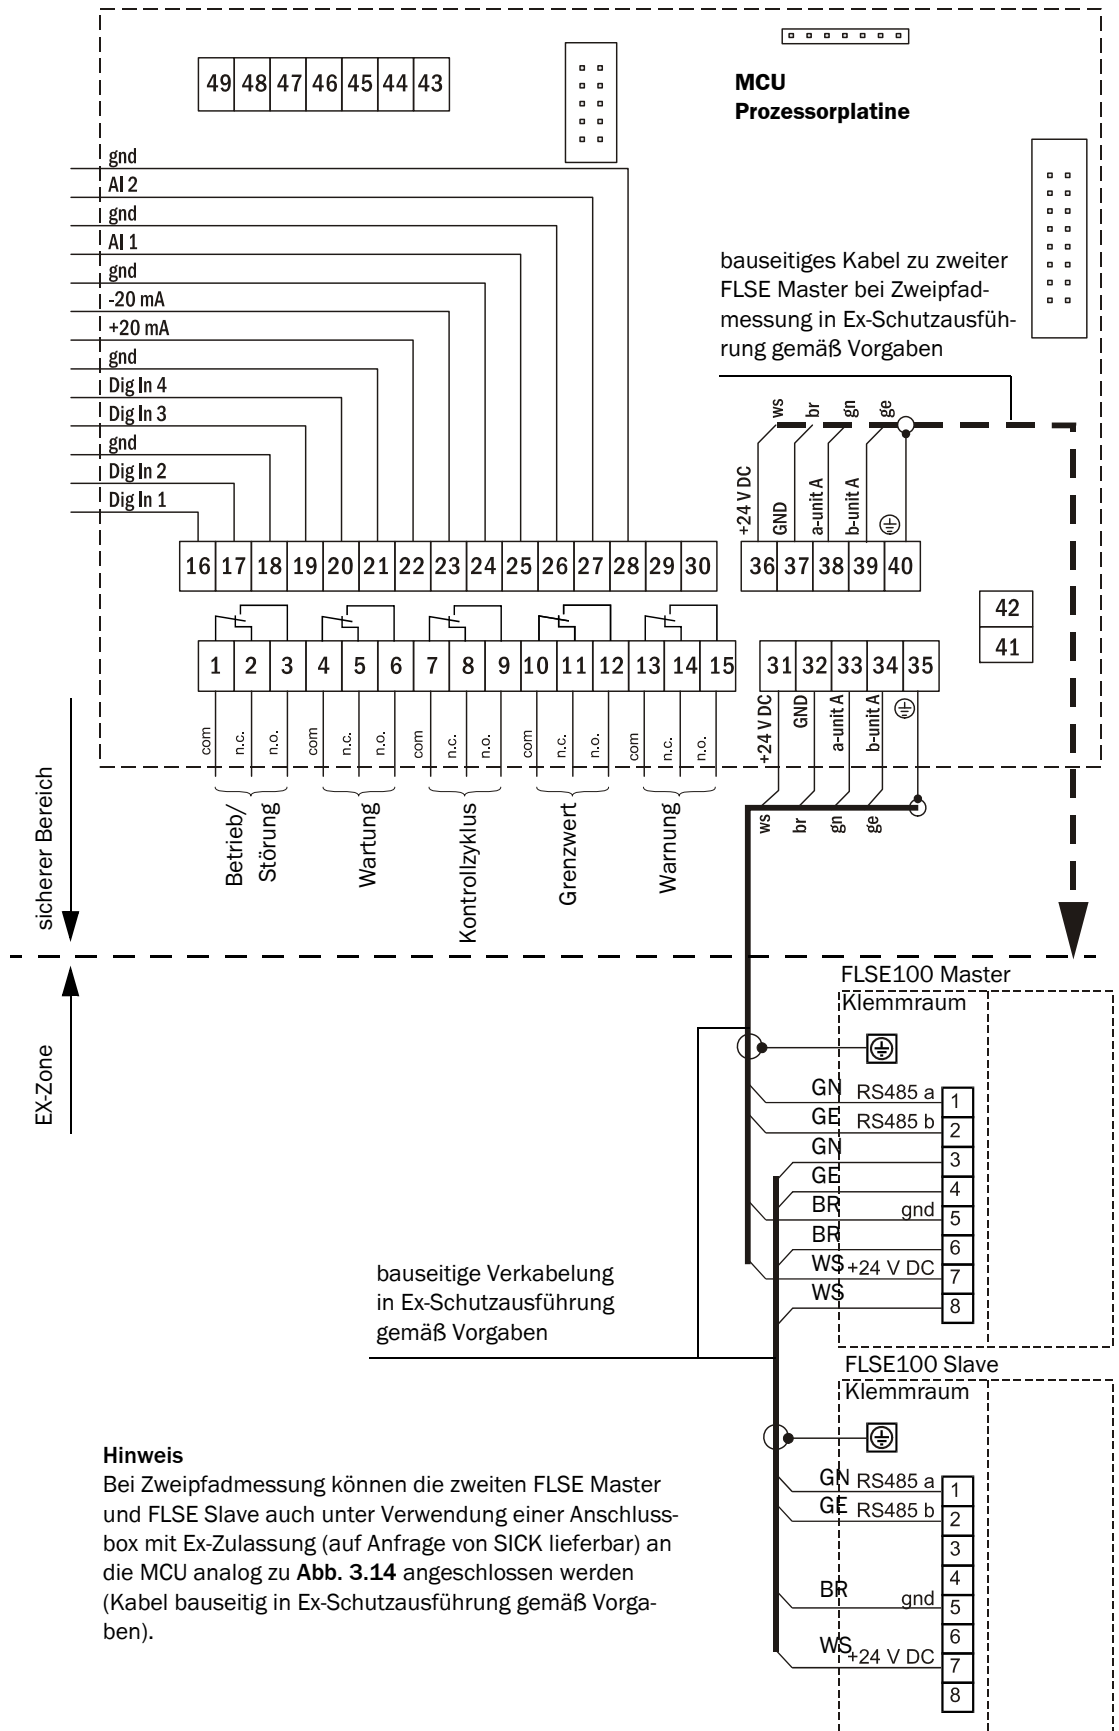 MCU
Prozessorplatine
49 48 47 46 45 44 43
gnd
AI 2
gnd
AI 1
gnd
-20 mA
+20 mA
gnd
Dig In 4
Dig In 3
gnd
Dig In 2
Dig In 1
bauseitiges Kabel zu zweiter
FLSE Master bei Zweipfad-
messung in Ex-Schutzausfüh-
rung gemäß Vorgaben
ws br gn ge
+24 V DC GND a-unit A b-unit A
16 17 18 19 20 21 22 23 24 25 26 27 28 29 30
36 37 38 39 40
42
41
1 2 3 4 5 6 7 8 9 10 11 12 13 14 15
31 32 33 34 35
com n.c. n.o. com n.c. n.o. com n.c. n.o. com n.c. n.o. com n.c. n.o.
+24 V DC GND a-unit A b-unit A
ws br gn ge
Betrieb/
Störung
Wartung
Kontrollzyklus
Grenzwert
Warnung
sicherer Bereich
EX-Zone
FLSE100 Master
Klemmraum
GN RS485 a 1
GE RS485 b 2
GN 3
GE 4
BR gnd 5
BR 6
WS +24 V DC 7
WS 8
bauseitige Verkabelung
in Ex-Schutzausführung
gemäß Vorgaben
FLSE100 Slave
Klemmraum
GN RS485 a 1
GE RS485 b 2
3
4
BR gnd 5
6
WS +24 V DC 7
8
Hinweis
Bei Zweipfadmessung können die zweiten FLSE Master
und FLSE Slave auch unter Verwendung einer Anschluss-
box mit Ex-Zulassung (auf Anfrage von SICK lieferbar) an
die MCU analog zu Abb. 3.14 angeschlossen werden
(Kabel bauseitig in Ex-Schutzausführung gemäß Vorga-
ben).